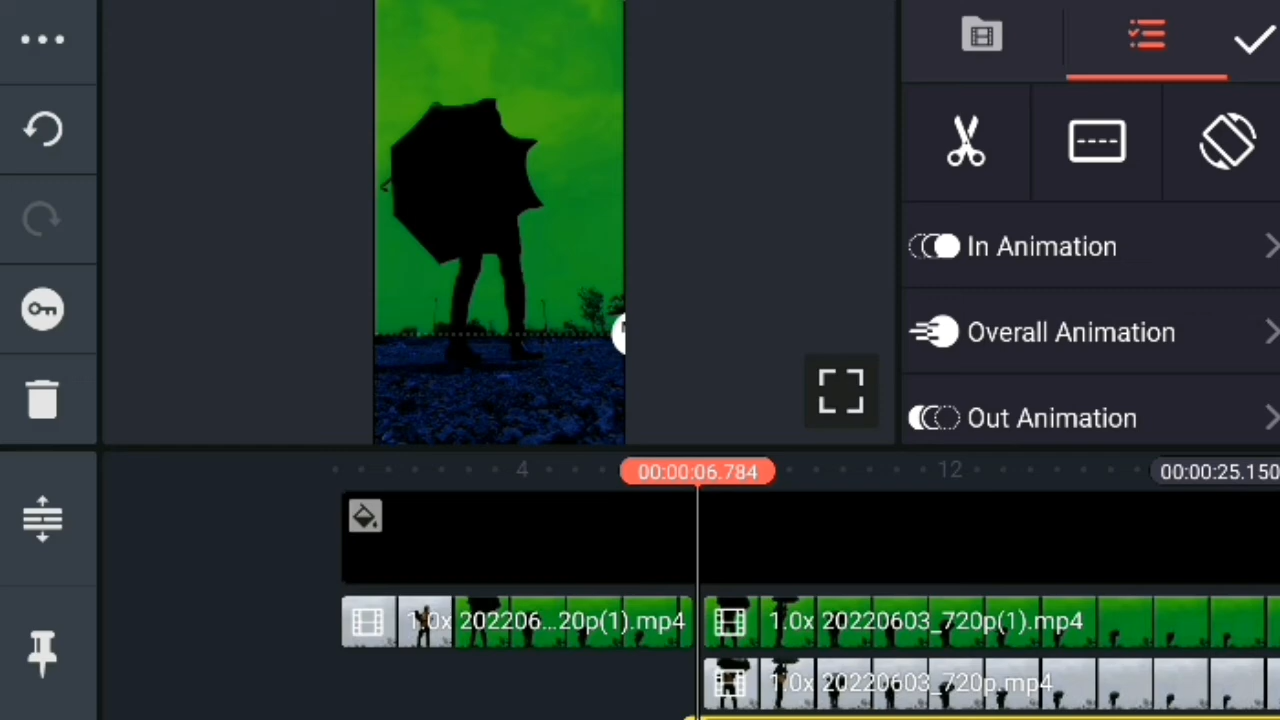 In Animation
Overall Animation
Out Animation
4
00:00:06.784
12
00:00:25.150
1.0x 202206...20p(1).mp4
1.0x 20220603_720p(1).mp4
1.0x 20220603_720p.mp4